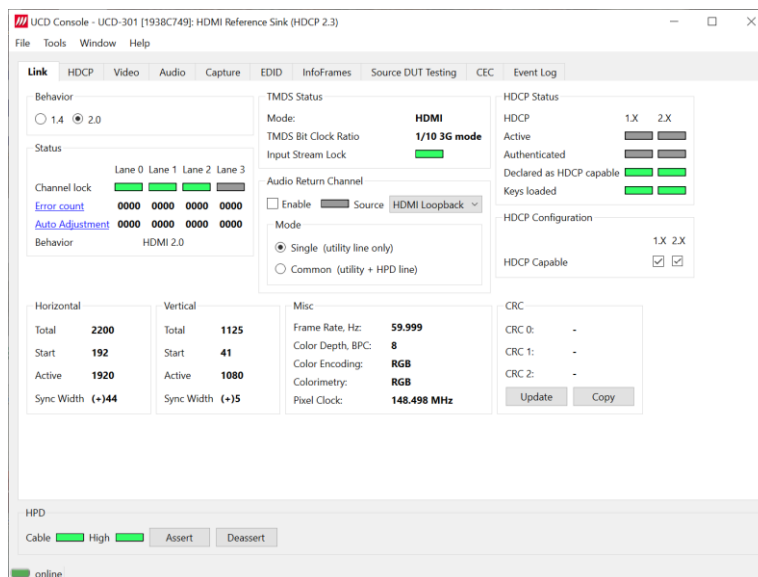 UCD Console - UCD-301 [1938C749]: HDMI Reference Sink (HDCP 2.3)
File Tools Window Help
Link HDCP Video Audio Capture EDID InfoFrames Source DUT Testing CEC Event Log
Behavior
1.4 2.0
Status
Lane 0 Lane 1 Lane 2 Lane 3
Channel lock
Error count 0000 0000 0000 0000
Auto Adjustment 0000 0000 0000 0000
Behavior HDMI 2.0
TMDS Status
Mode: HDMI
TMDS Bit Clock Ratio 1/10 3G mode
Input Stream Lock
Audio Return Channel
Enable Source HDMI Loopback
Mode
Single (utility line only)
Common (utility + HPD line)
HDCP Status
HDCP 1.X 2.X
Active
Authenticated
Declared as HDCP capable
Keys loaded
HDCP Configuration
1.X 2.X
HDCP Capable
Horizontal
Total 2200
Start 192
Active 1920
Sync Width (+)44
Vertical
Total 1125
Start 41
Active 1080
Sync Width (+)5
Misc
Frame Rate, Hz: 59.999
Color Depth, BPC: 8
Color Encoding: RGB
Colorimetry: RGB
Pixel Clock: 148.498 MHz
CRC
CRC 0: -
CRC 1: -
CRC 2: -
Update Copy
HPD
Cable High Assert Deassert
online